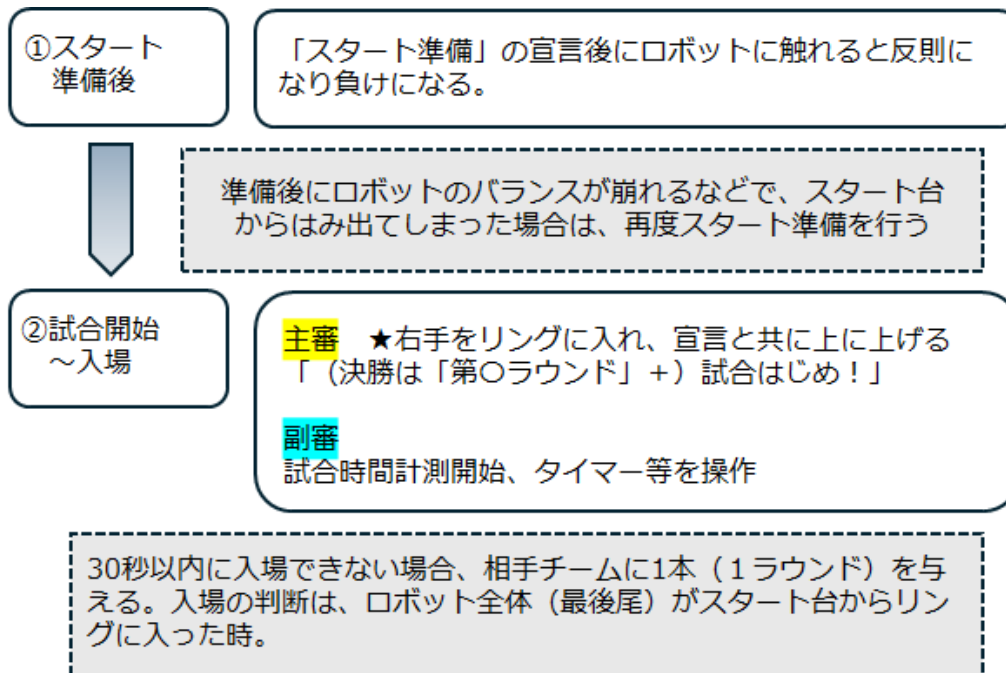 ①スタート
準備後
「スタート準備」の宣言後にロボットに触れると反則に
なり負けになる。
準備後にロボットのバランスが崩れるなどで、スタート台
からはみ出てしまった場合は、再度スタート準備を行う
②試合開始
～入場
主審　★右手をリングに入れ、宣言と共に上に上げる
「（決勝は「第〇ラウンド」+）試合はじめ！」
副審
試合時間計測開始、タイマー等を操作
30秒以内に入場できない場合、相手チームに1本（１ラウンド）を与
える。入場の判断は、ロボット全体（最後尾）がスタート台からリン
グに入った時。